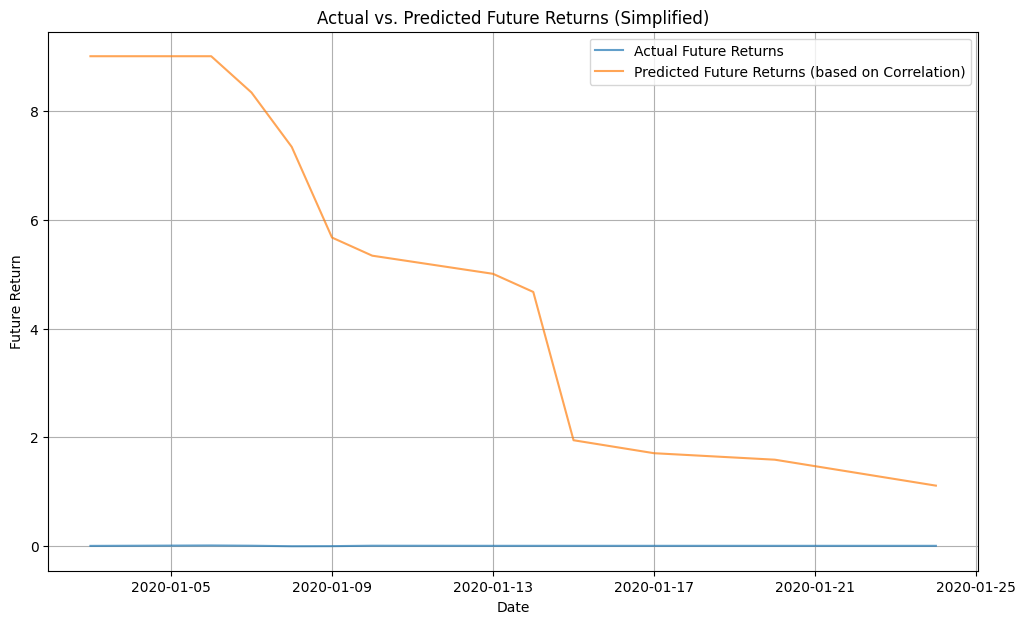 Actual vs. Predicted Future Returns (Simplified)
Actual Future Returns
Predicted Future Returns (based on Correlation)
Future Return
8
6
4
2
0
2020-01-05 2020-01-09 2020-01-13 2020-01-17 2020-01-21 2020-01-25
Date